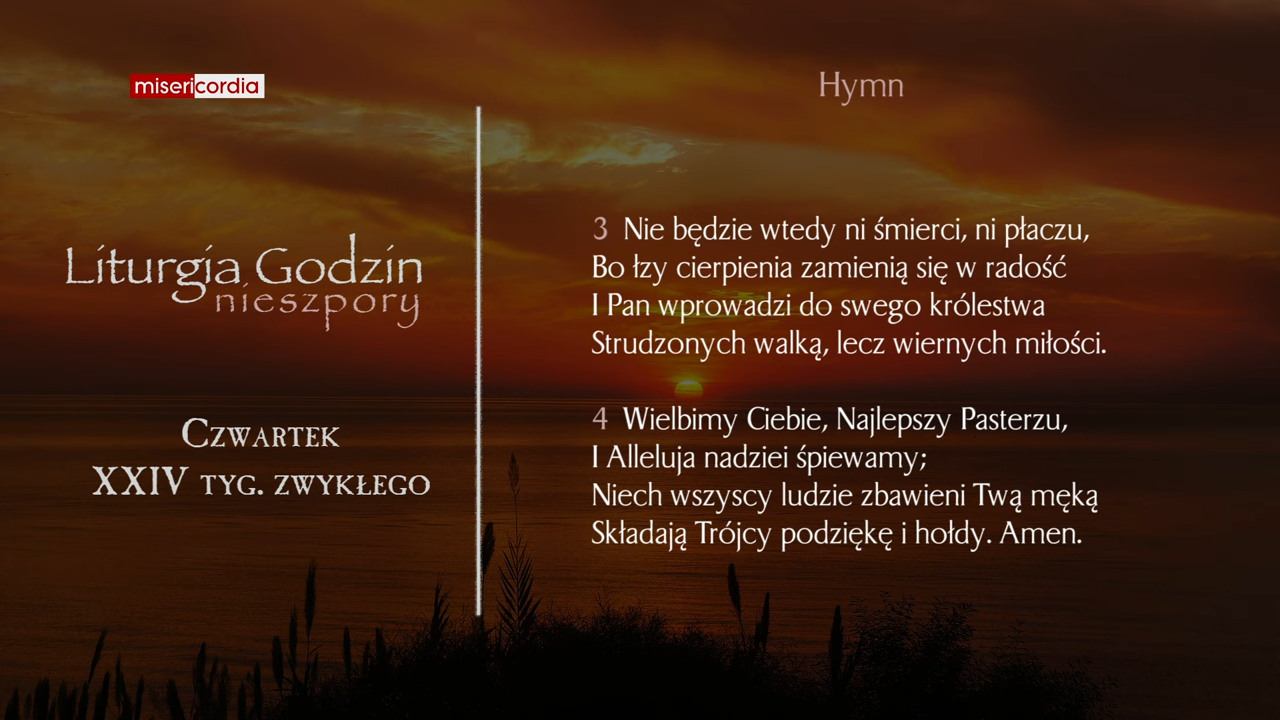 misericordia
Liturgia Godzin
nieszpory
Czwartek
XXIV tyg. zwykłego
Hymn
3 Nie będzie wtedy ni śmierci, ni płaczu,
Bo łzy cierpienia zamienią się w radość
I Pan wprowadzi do swego królestwa
Strudzonych walką, lecz wiernych miłości.
4 Wielbimy Ciebie, Najlepszy Pasterzu,
I Alleluja nadziei śpiewamy;
Niech wszyscy ludzie zbawieni Twą męką
Składają Trójcy podziękę i hołdy. Amen.